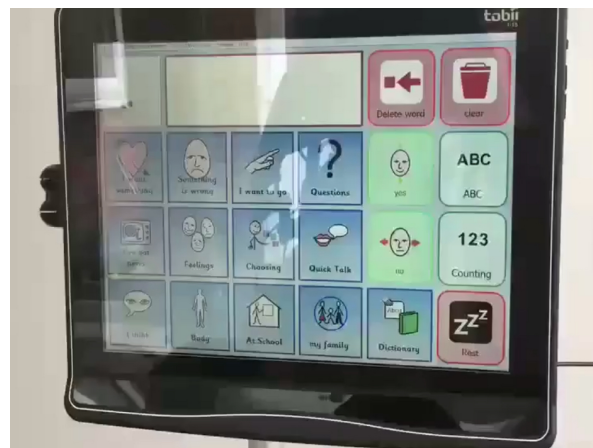 tobii
Delete word
clear
Something
is wrong
I want to go
Questions
yes
ABC
ABC
Feelings
Choosing
Quick Talk
no
123
Counting
Body
At School
my family
Dictionary
ZZZ
Rest